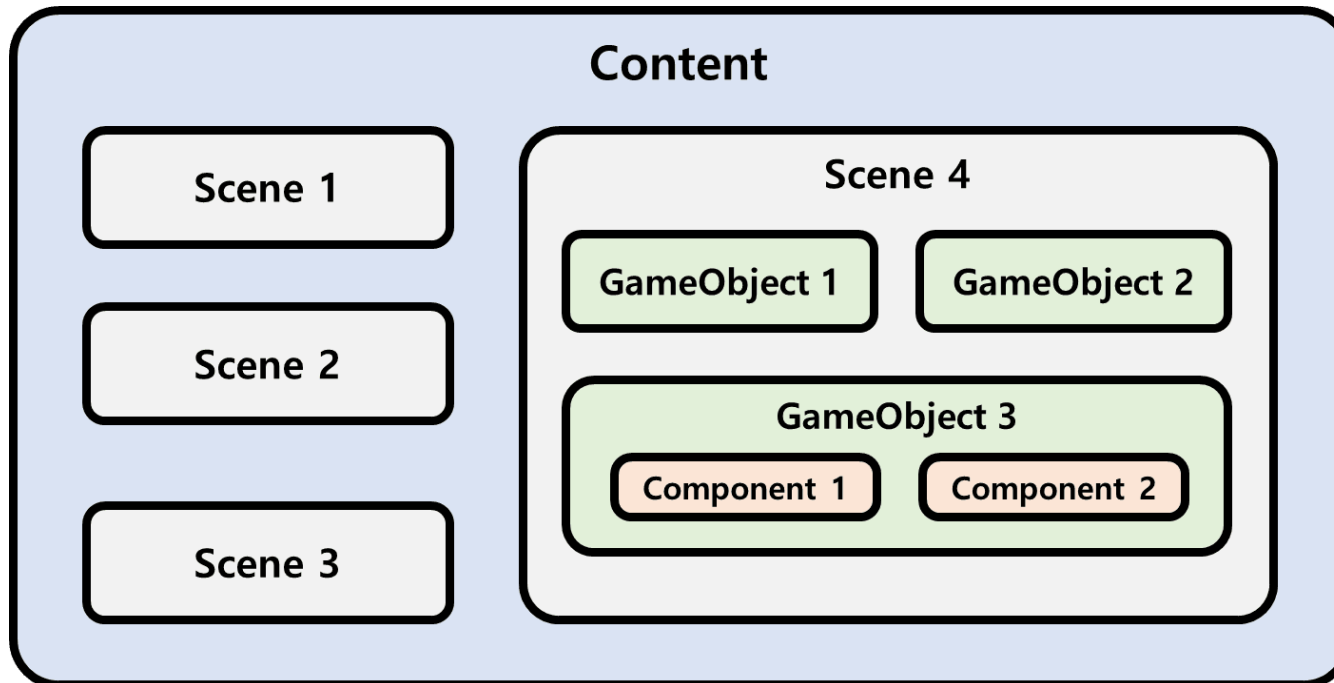 Content
Scene 1
Scene 2
Scene 3
Scene 4
GameObject 1
GameObject 2
GameObject 3
Component 1
Component 2